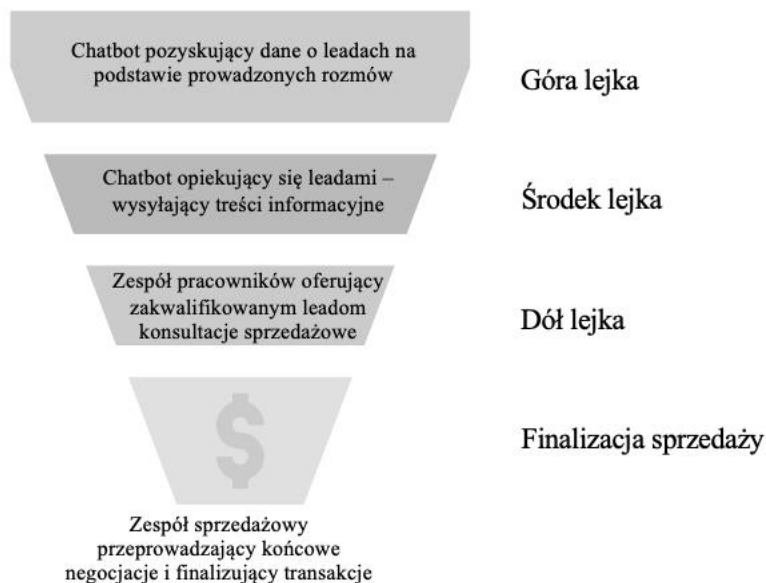 Chatbot pozyskujący dane o leadach na
podstawie prowadzonych rozmów
Góra lejka
Chatbot opiekujący się leadami –
wysyłający treści informacyjne
Środek lejka
Zespół pracowników oferujący
zakwalifikowanym leadom
konsultacje sprzedażowe
Dół lejka
$
Finalizacja sprzedaży
Zespół sprzedażowy
przeprowadzający końcowe
negocjacje i finalizujący transakcje